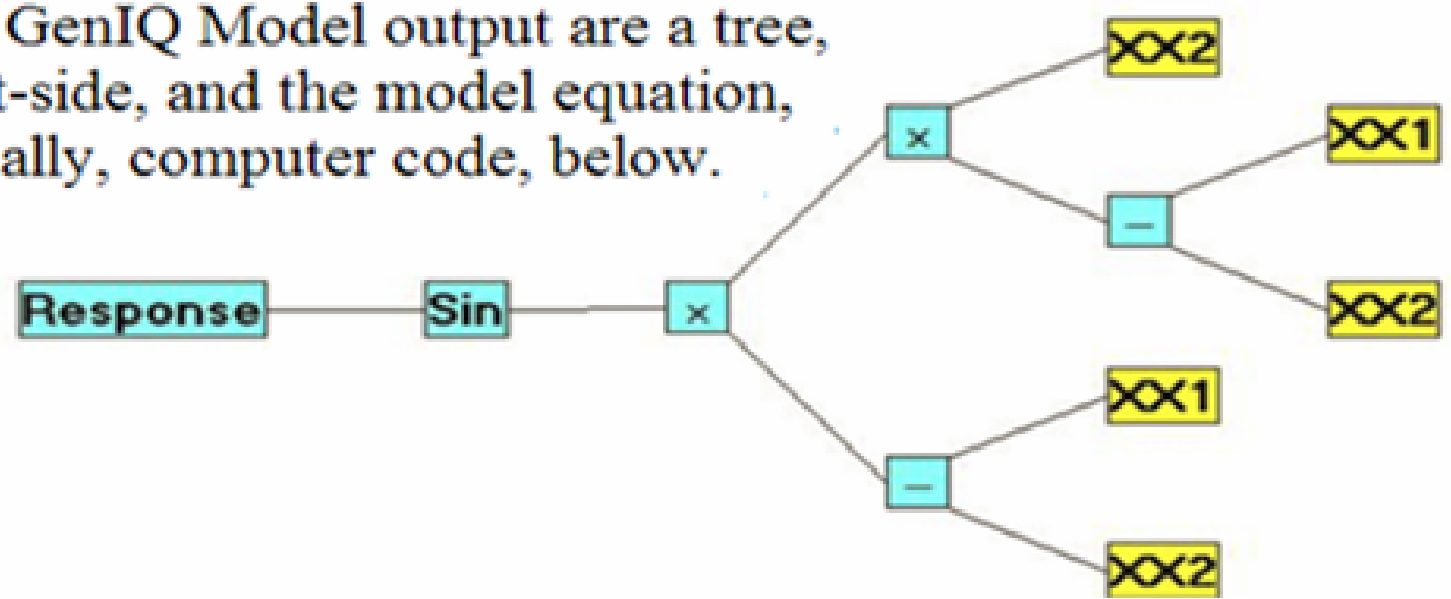 GenIQ Model output are a tree,
t-side, and the model equation,
ally, computer code, below.
XX2
×
XX1
−
Response
Sin
×
XX2
XX1
−
XX2